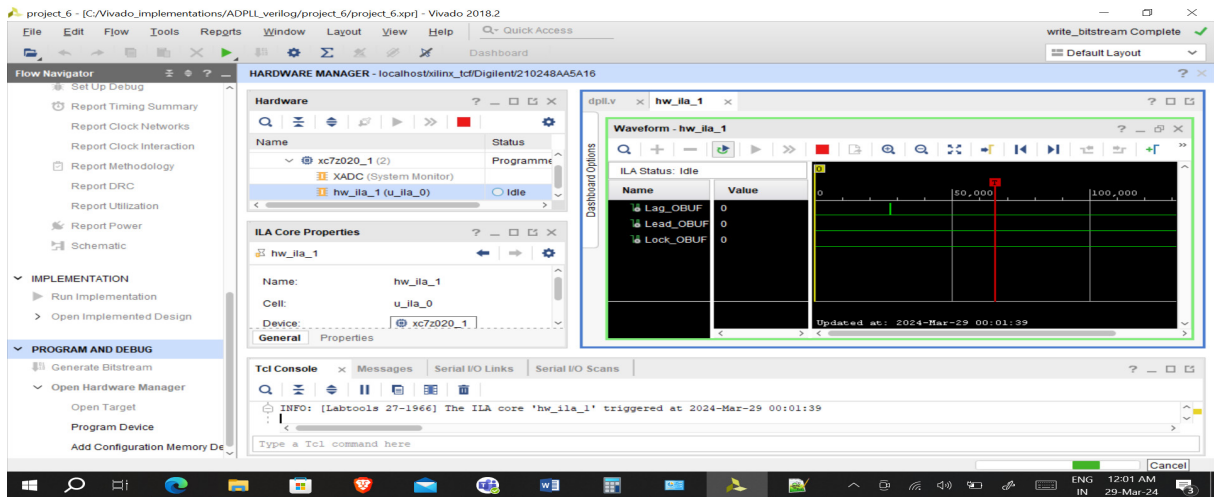 project_6 - [C:/Vivado_implementations/ADPLL_verilog/project_6/project_6.xpr] - Vivado 2018.2
File Edit Flow Tools Reports Window Layout View Help Q- Quick Access write_bitstream Complete
Dashboard Default Layout
Flow Navigator
Set Up Debug
Report Timing Summary
Report Clock Networks
Report Clock Interaction
Report Methodology
Report DRC
Report Utilization
Report Power
Schematic
IMPLEMENTATION
Run Implementation
Open Implemented Design
PROGRAM AND DEBUG
Generate Bitstream
Open Hardware Manager
Open Target
Program Device
Add Configuration Memory De
HARDWARE MANAGER - localhost/xilinx_tcf/Digilent/210248AA5A16
Hardware
Name Status
xc7z020_1 (2) Programme
XADC (System Monitor)
hw_ila_1 (u_ila_0) Idle
ILA Core Properties
hw_ila_1
Name: hw_ila_1
Cell: u_ila_0
Device: xc7z020_1
General Properties
dpll.v hw_ila_1
Dashboard Options
Waveform - hw_ila_1
ILA Status: Idle
Name Value
Lag_OBUF 0
Lead_OBUF 0
Lock_OBUF 0
0
T
0 50,000 100,000
Updated at: 2024-Mar-29 00:01:39
Tcl Console Messages Serial I/O Links Serial I/O Scans
INFO: [Labtools 27-1966] The ILA core 'hw_ila_1' triggered at 2024-Mar-29 00:01:39
Type a Tcl command here
Cancel
ENG 12:01 AM
IN 29-Mar-24
3